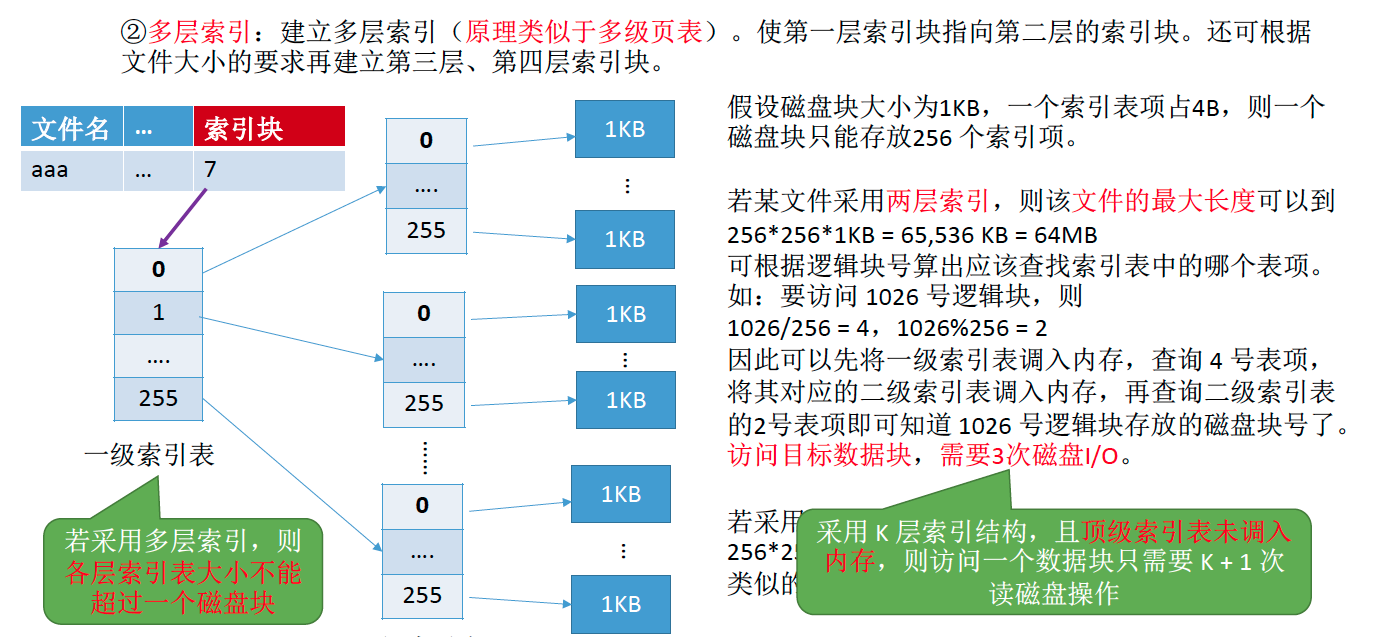 ②多层索引：建立多层索引（原理类似于多级页表）。使第一层索引块指向第二层的索引块。还可根据
文件大小的要求再建立第三层、第四层索引块。
文件名 … 索引块
aaa … 7
0
1
….
255
一级索引表
若采用多层索引，则
各层索引表大小不能
超过一个磁盘块
0
….
255
0
….
255
0
….
255
1KB
1KB
1KB
1KB
1KB
1KB
假设磁盘块大小为1KB，一个索引表项占4B，则一个
磁盘块只能存放256 个索引项。
若某文件采用两层索引，则该文件的最大长度可以到
256*256*1KB = 65,536 KB = 64MB
可根据逻辑块号算出应该查找索引表中的哪个表项。
如：要访问 1026 号逻辑块，则
1026/256 = 4，1026%256 = 2
因此可以先将一级索引表调入内存，查询 4 号表项，
将其对应的二级索引表调入内存，再查询二级索引表
的2号表项即可知道 1026 号逻辑块存放的磁盘块号了。
访问目标数据块，需要3次磁盘I/O。
若采
256*2
类似的
采用 K 层索引结构，且顶级索引表未调入
内存，则访问一个数据块只需要 K + 1 次
读磁盘操作